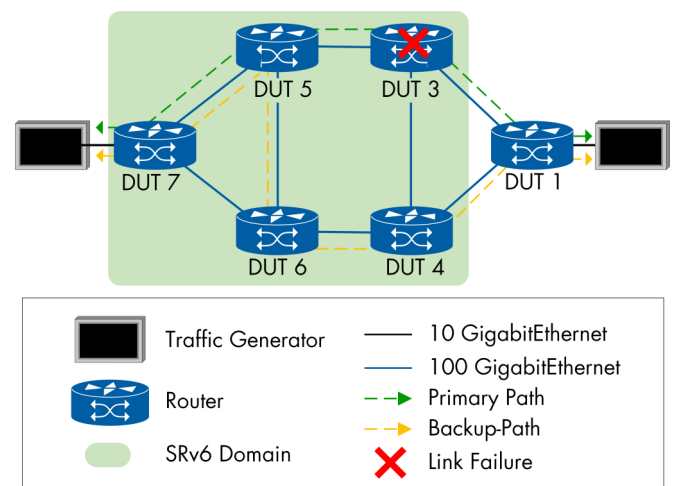 DUT 5
DUT 3
DUT 7
DUT 1
DUT 6
DUT 4
Traffic Generator
Router
SRv6 Domain
10 GigabitEthernet
100 GigabitEthernet
Primary Path
Backup-Path
Link Failure